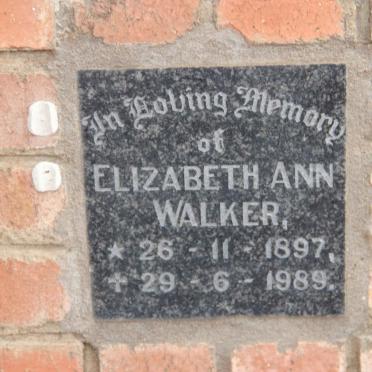 In Loving Memory
of
ELIZABETH ANN
WALKER,
★ 26 - 11 - 1897,
✝ 29 - 6 - 1989.